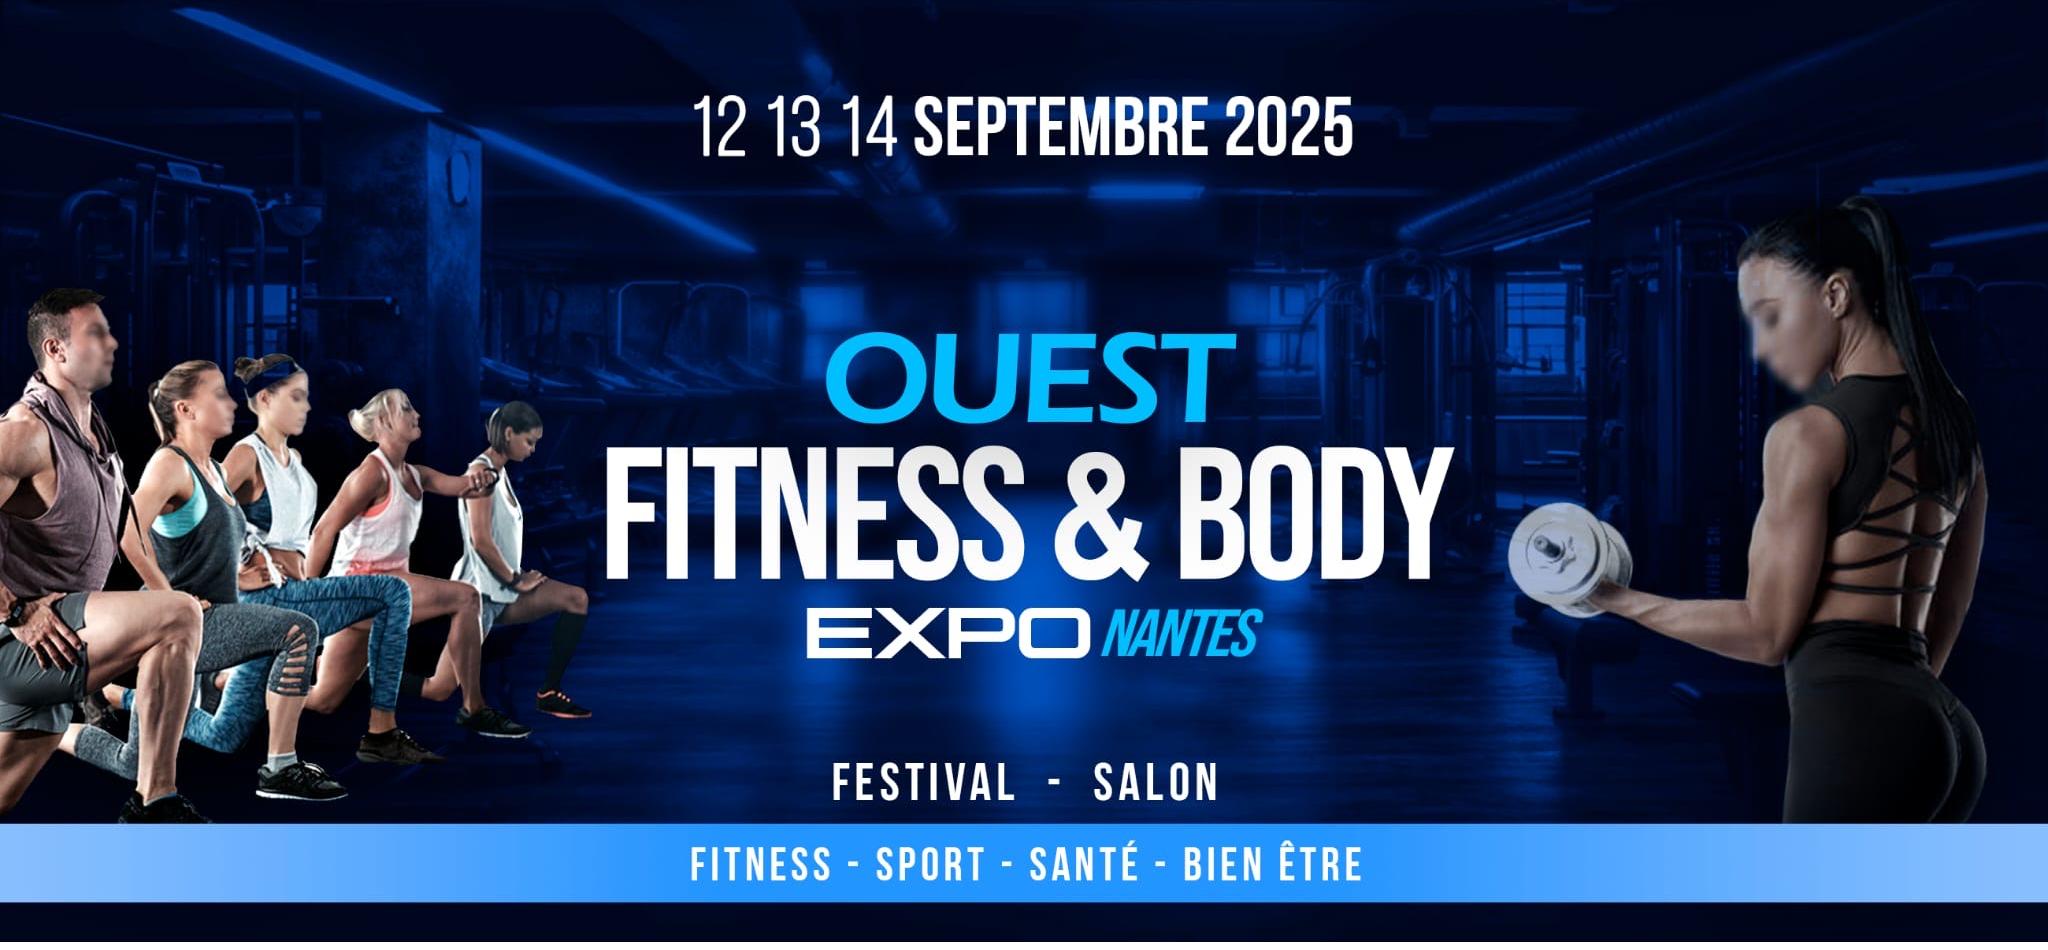 12 13 14 SEPTEMBRE 2025
OUEST
FITNESS & BODY
EXPO NANTES
FESTIVAL - SALON
FITNESS - SPORT - SANTÉ - BIEN ÊTRE